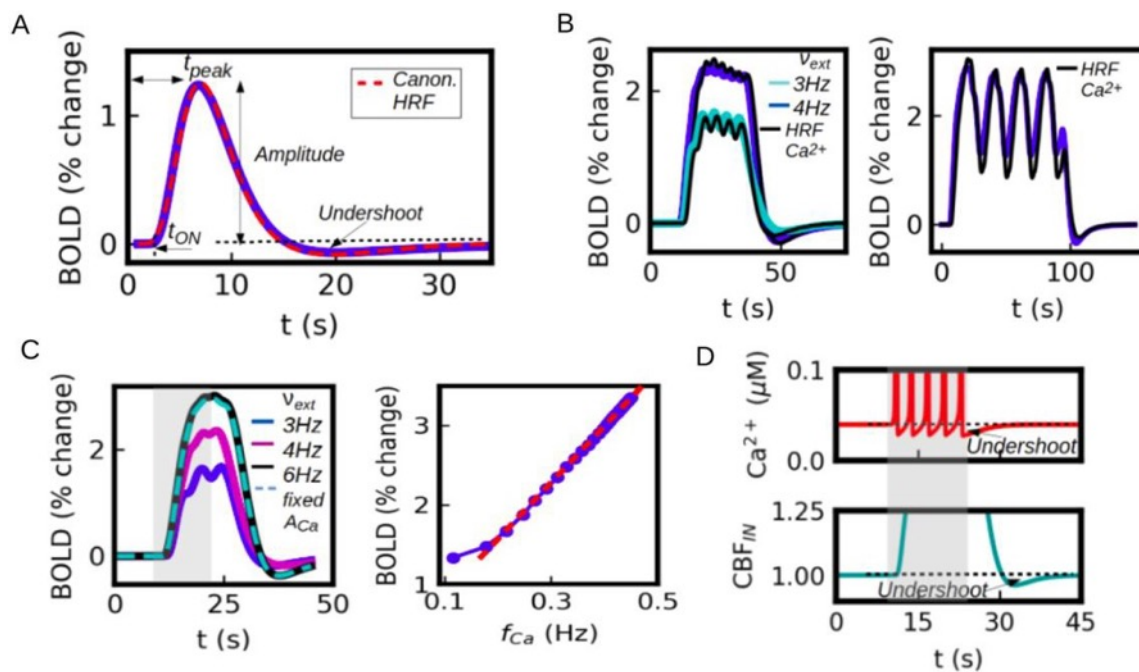 A
BOLD (% change)
1
0
t_peak
Canon.
HRF
Amplitude
Undershoot
t_ON
0 10 20 30
t (s)
B
BOLD (% change)
2
0
ν_ext
3Hz
4Hz
HRF
Ca²⁺
0 50
t (s)
BOLD (% change)
3
2
1
0
HRF
Ca²⁺
0 100
t (s)
C
BOLD (% change)
2
0
ν_ext
3Hz
4Hz
6Hz
fixed
A_Ca
0 25 50
t (s)
BOLD (% change)
3
2
1
0.1 0.3 0.5
f_Ca (Hz)
D
Ca²⁺ (μM)
0.1
0.0
Undershoot
CBF_IN
1.25
1.00
Undershoot
0 15 30 45
t (s)